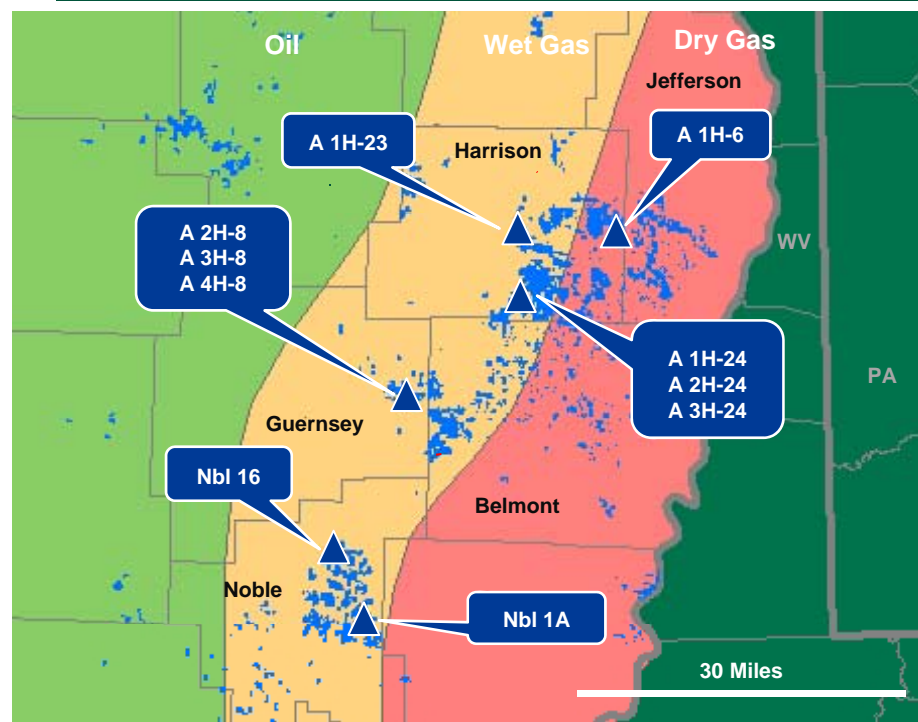 Oil
Wet Gas
Dry Gas
Jefferson
A 1H-23
Harrison
A 1H-6
A 2H-8
A 3H-8
A 4H-8
WV
A 1H-24
A 2H-24
A 3H-24
PA
Guernsey
Nbl 16
Belmont
Noble
Nbl 1A
30 Miles